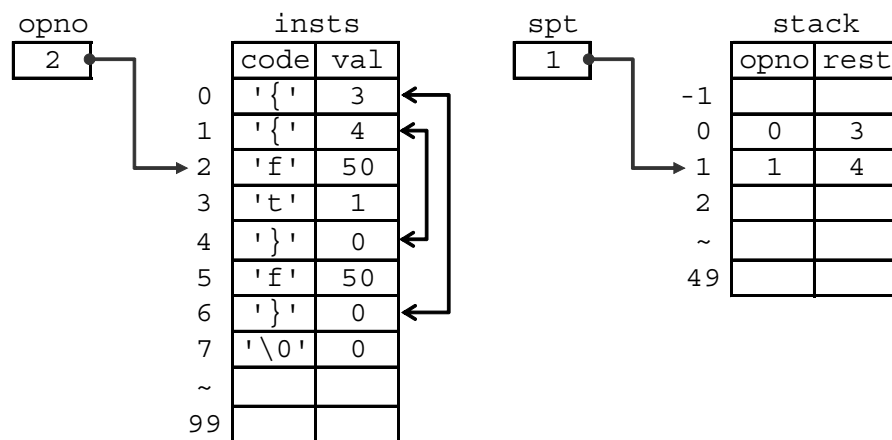 opno insts spt stack
2 code val 1 opno rest
0 '{' 3 -1
1 '{' 4 0 0 3
2 'f' 50 1 1 4
3 't' 1 2
4 '}' 0 ~
5 'f' 50 49
6 '}' 0
7 '\0' 0
~
99